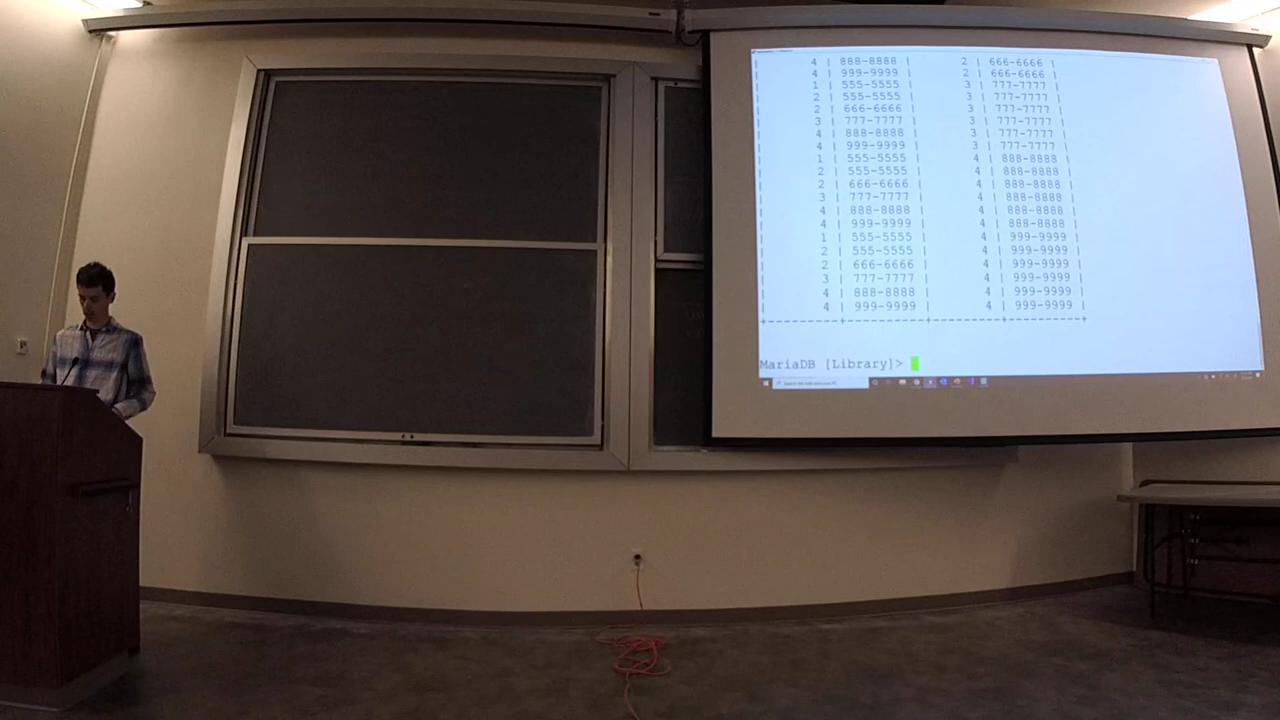 | 4 | 888-8888 | 2 | 666-6666 |
| 4 | 999-9999 | 2 | 666-6666 |
| 1 | 555-5555 | 3 | 777-7777 |
| 2 | 555-5555 | 3 | 777-7777 |
| 2 | 666-6666 | 3 | 777-7777 |
| 3 | 777-7777 | 3 | 777-7777 |
| 4 | 888-8888 | 3 | 777-7777 |
| 4 | 999-9999 | 3 | 777-7777 |
| 1 | 555-5555 | 4 | 888-8888 |
| 2 | 555-5555 | 4 | 888-8888 |
| 2 | 666-6666 | 4 | 888-8888 |
| 3 | 777-7777 | 4 | 888-8888 |
| 4 | 888-8888 | 4 | 888-8888 |
| 4 | 999-9999 | 4 | 888-8888 |
| 1 | 555-5555 | 4 | 999-9999 |
| 2 | 555-5555 | 4 | 999-9999 |
| 2 | 666-6666 | 4 | 999-9999 |
| 3 | 777-7777 | 4 | 999-9999 |
| 4 | 888-8888 | 4 | 999-9999 |
| 4 | 999-9999 | 4 | 999-9999 |
+----------+----------+----------+----------+
MariaDB [Library]>